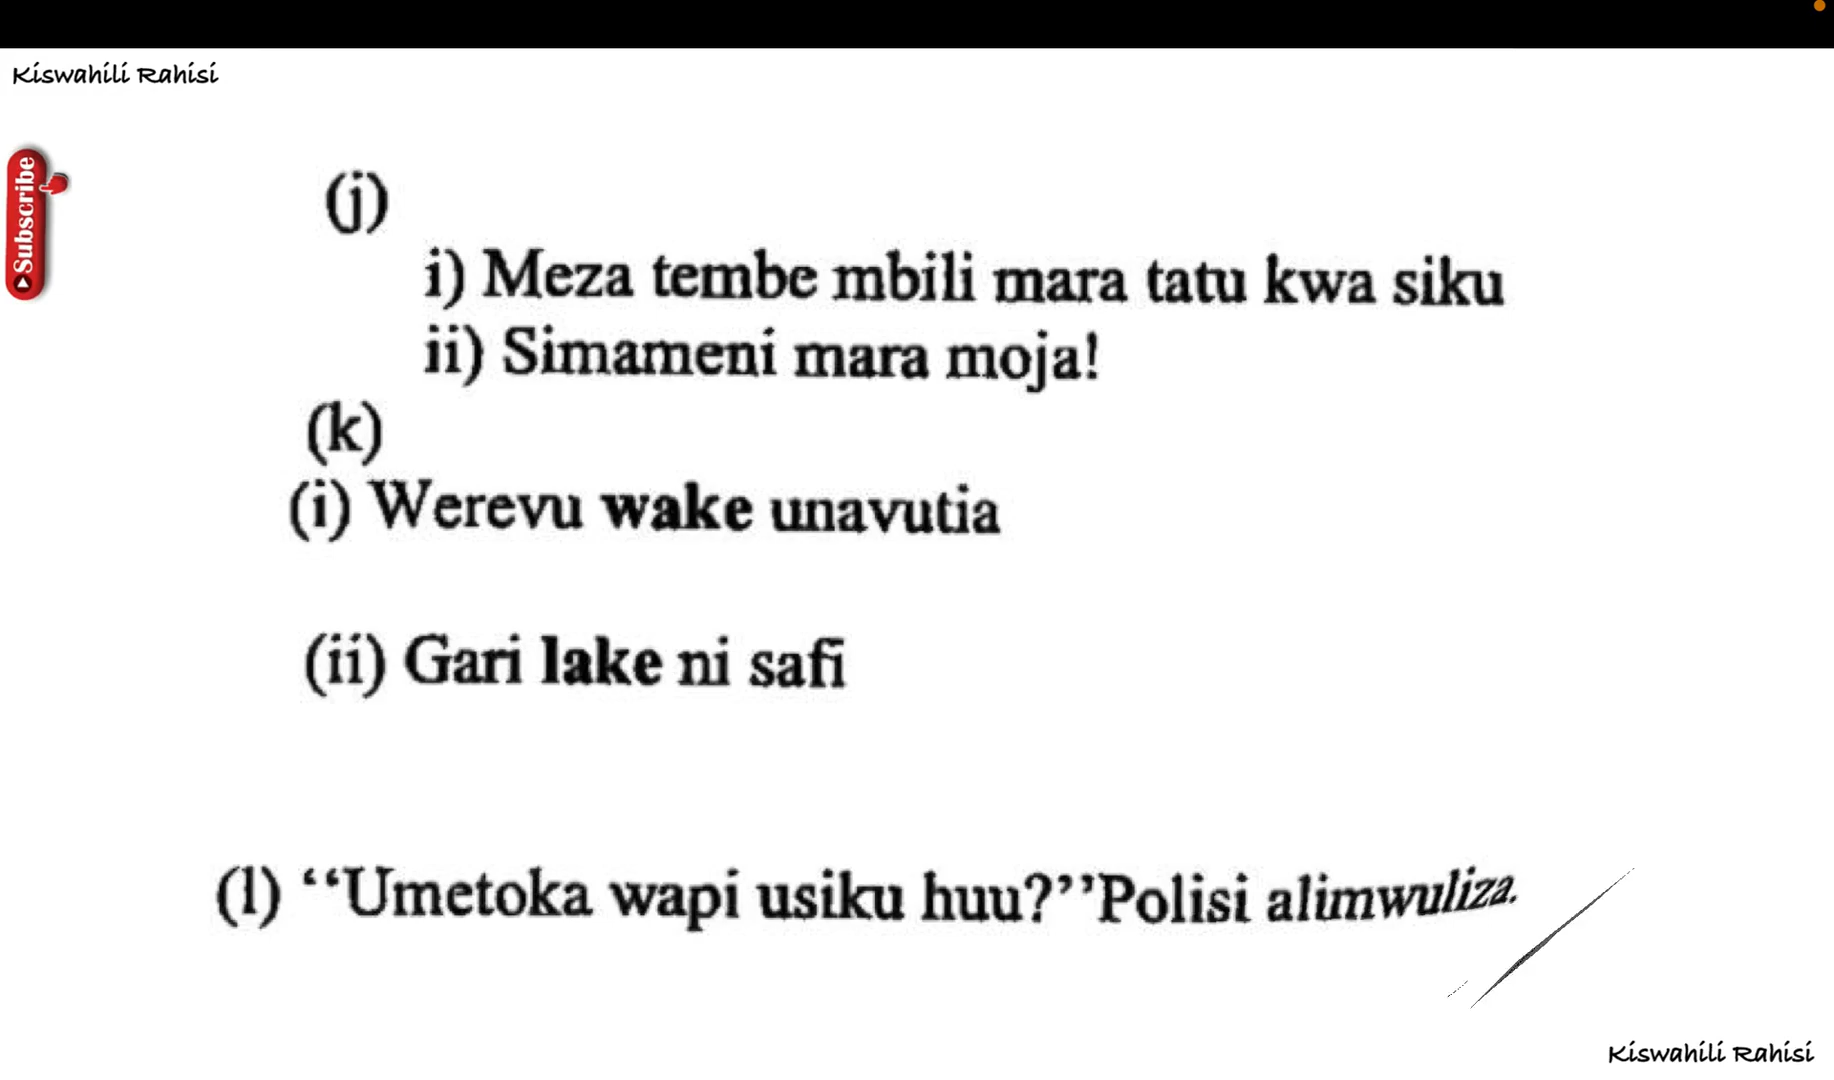 Kiswahili Rahisi
Subscribe
(j)
i) Meza tembe mbili mara tatu kwa siku
ii) Simameni mara moja!
(k)
(i) Werevu wake unavutia
(ii) Gari lake ni safi
(l) ‘‘Umetoka wapi usiku huu?’’Polisi alimwuliza.
Kiswahili Rahisi